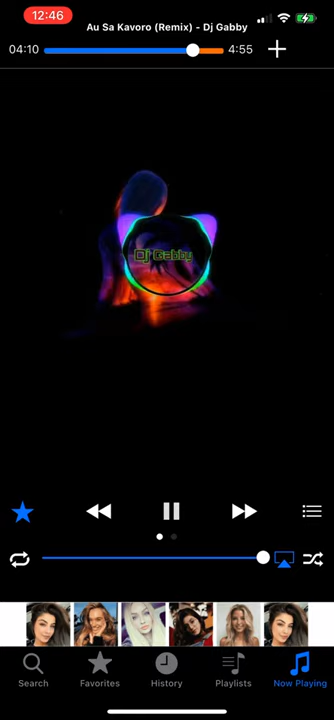 12:46
Au Sa Kavoro (Remix) - Dj Gabby
04:10
4:55
Dj Gabby
Search
Favorites
History
Playlists
Now Playing